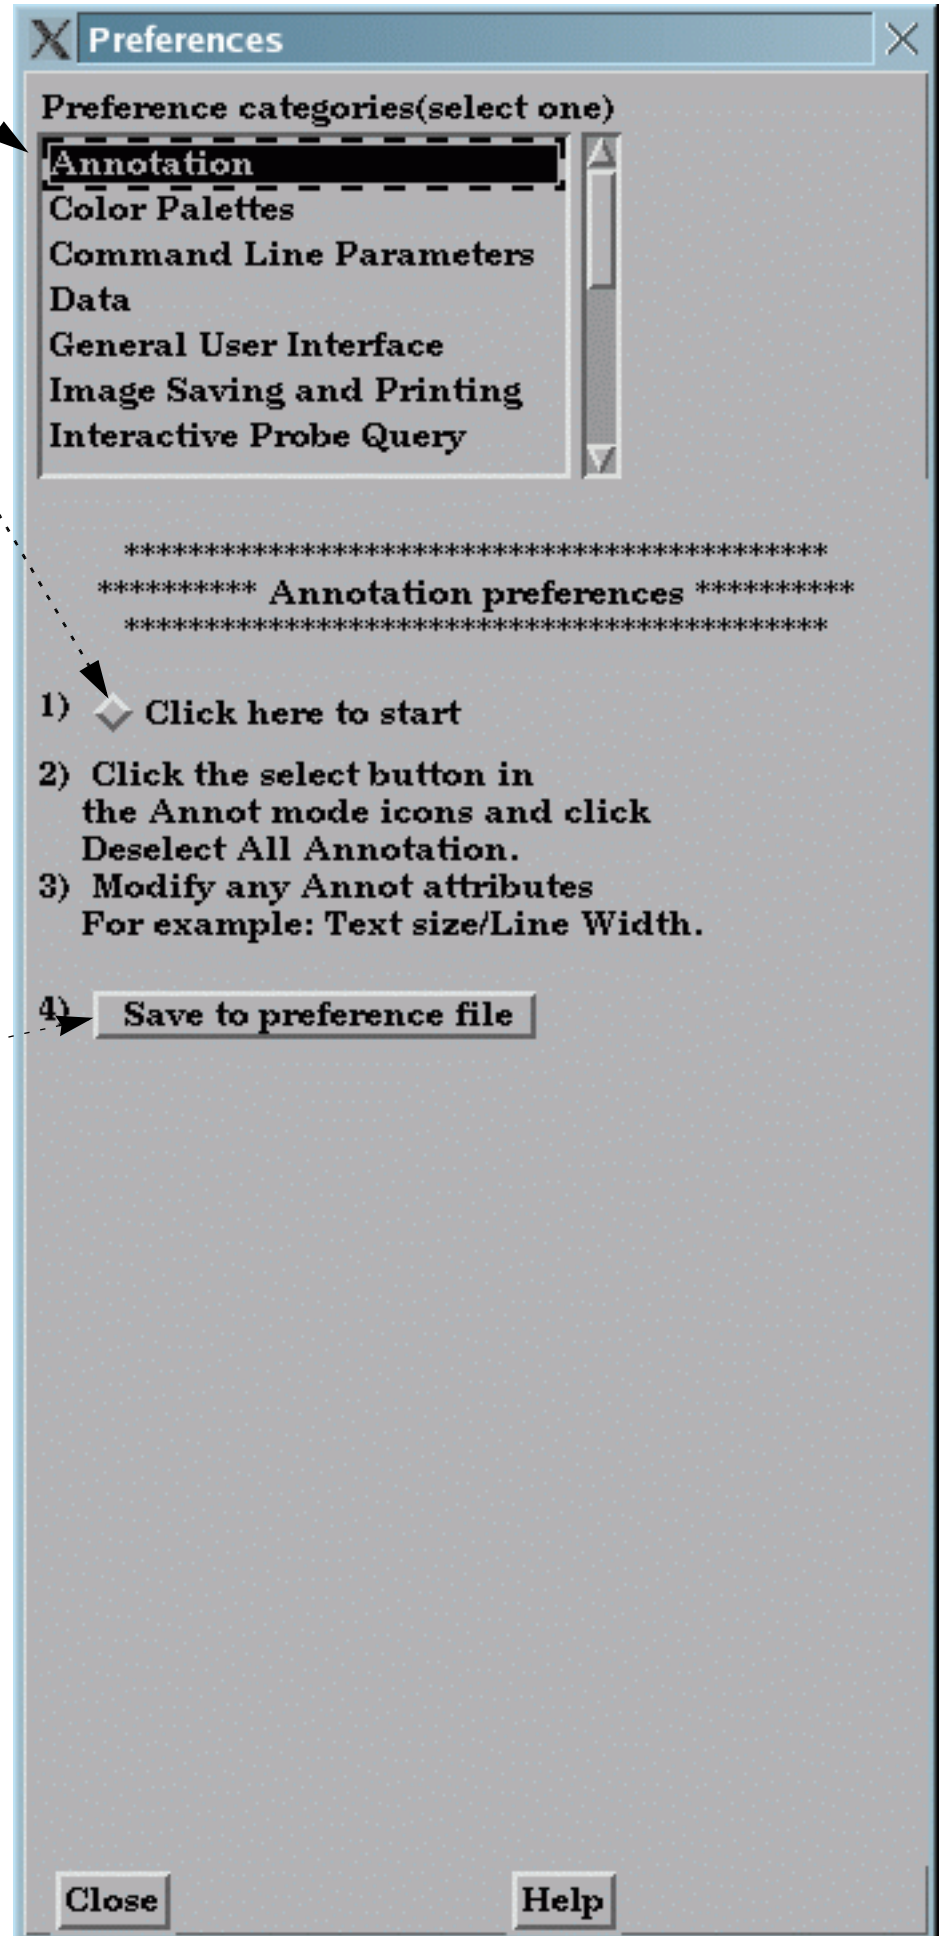 Preferences
Preference categories(select one)
Annotation
Color Palettes
Command Line Parameters
Data
General User Interface
Image Saving and Printing
Interactive Probe Query
********************************************
********** Annotation preferences **********
********************************************
1) Click here to start
2) Click the select button in
the Annot mode icons and click
Deselect All Annotation.
3) Modify any Annot attributes
For example: Text size/Line Width.
4) Save to preference file
Close Help